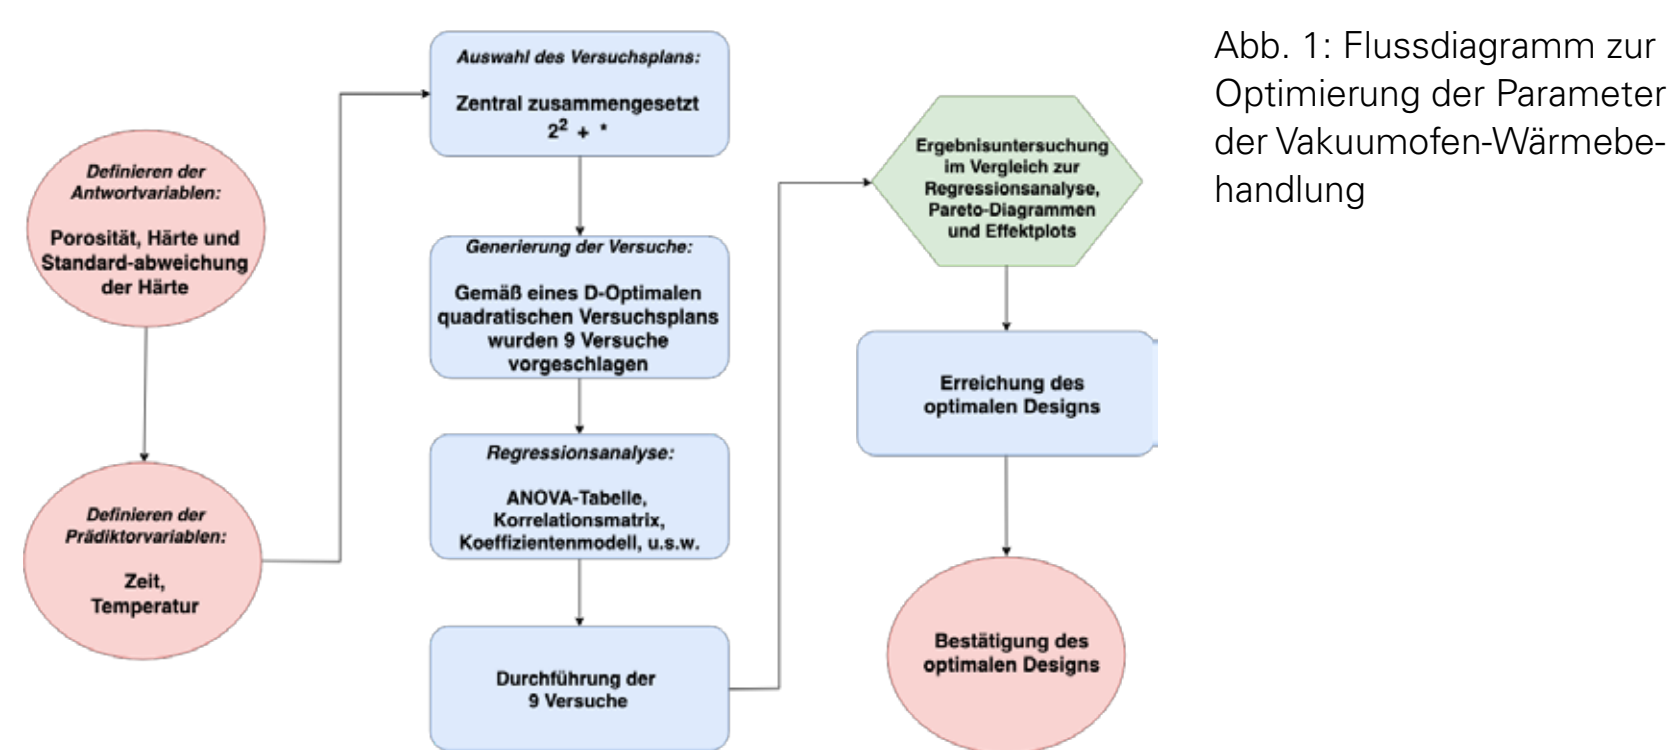 Definieren der
Antwortvariablen:
Porosität, Härte und
Standard-abweichung
der Härte
Definieren der
Prädiktorvariablen:
Zeit,
Temperatur
Auswahl des Versuchsplans:
Zentral zusammengesetzt
2² + *
Generierung der Versuche:
Gemäß eines D-Optimalen
quadratischen Versuchsplans
wurden 9 Versuche
vorgeschlagen
Regressionsanalyse:
ANOVA-Tabelle,
Korrelationsmatrix,
Koeffizientenmodell, u.s.w.
Durchführung der
9 Versuche
Ergebnisuntersuchung
im Vergleich zur
Regressionsanalyse,
Pareto-Diagrammen
und Effektplots
Erreichung des
optimalen Designs
Bestätigung des
optimalen Designs
Abb. 1: Flussdiagramm zur
Optimierung der Parameter
der Vakuumofen-Wärmebe-
handlung